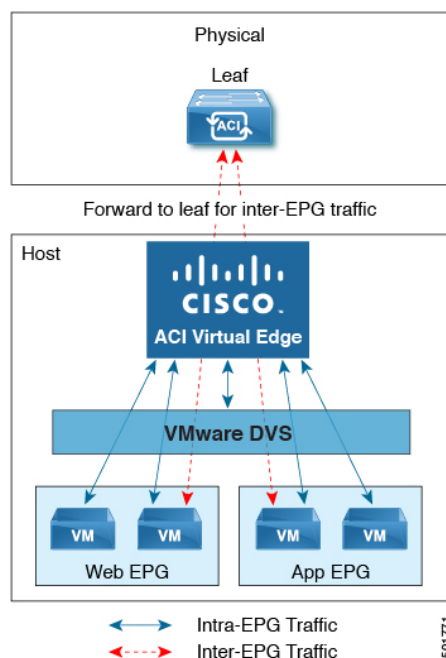 Physical
Leaf
ACI
Forward to leaf for inter-EPG traffic
Host
CISCO
ACI Virtual Edge
VMware DVS
VM VM VM VM
Web EPG App EPG
Intra-EPG Traffic
Inter-EPG Traffic